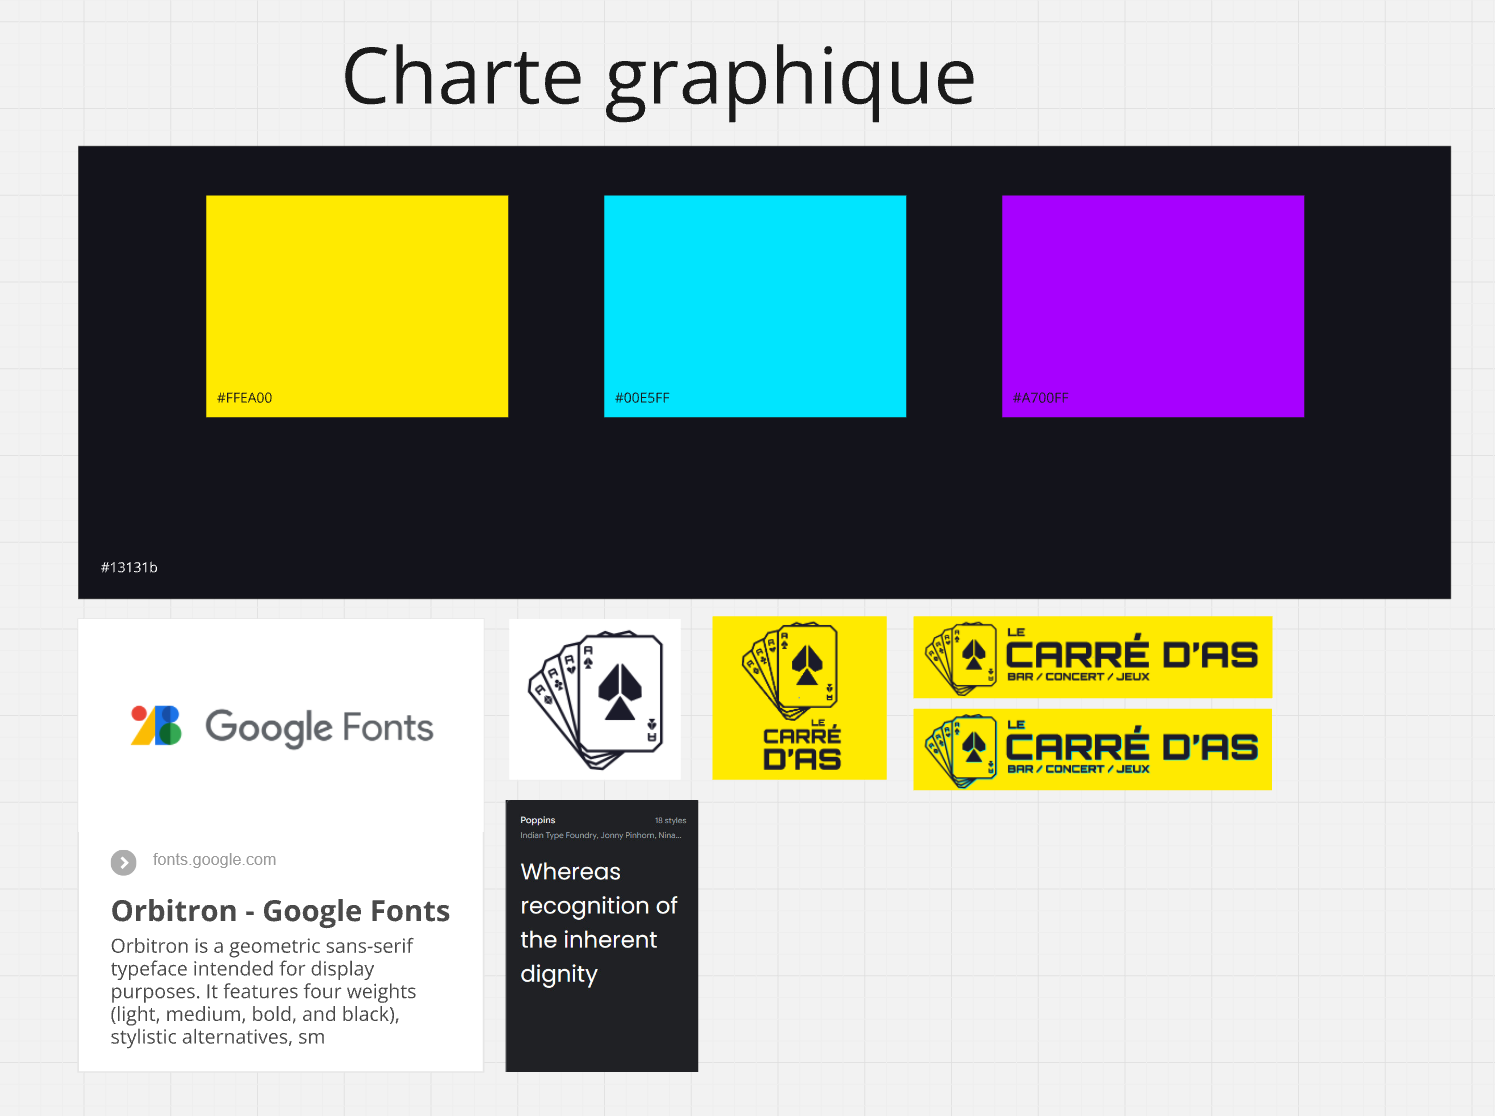 Charte graphique
#FFEA00
#00E5FF
#A700FF
#13131b
Google Fonts
fonts.google.com
Orbitron - Google Fonts
Orbitron is a geometric sans-serif
typeface intended for display
purposes. It features four weights
(light, medium, bold, and black),
stylistic alternatives, sm
A
A
A
A
A
A
A
A
A
A
LE
CARRÉ
D'AS
A
A
A
A
A
LE
CARRÉ D'AS
BAR / CONCERT / JEUX
A
A
A
A
A
LE
CARRÉ D'AS
BAR / CONCERT / JEUX
Poppins
18 styles
Indian Type Foundry, Jonny Pinhorn, Nina...
Whereas
recognition of
the inherent
dignity